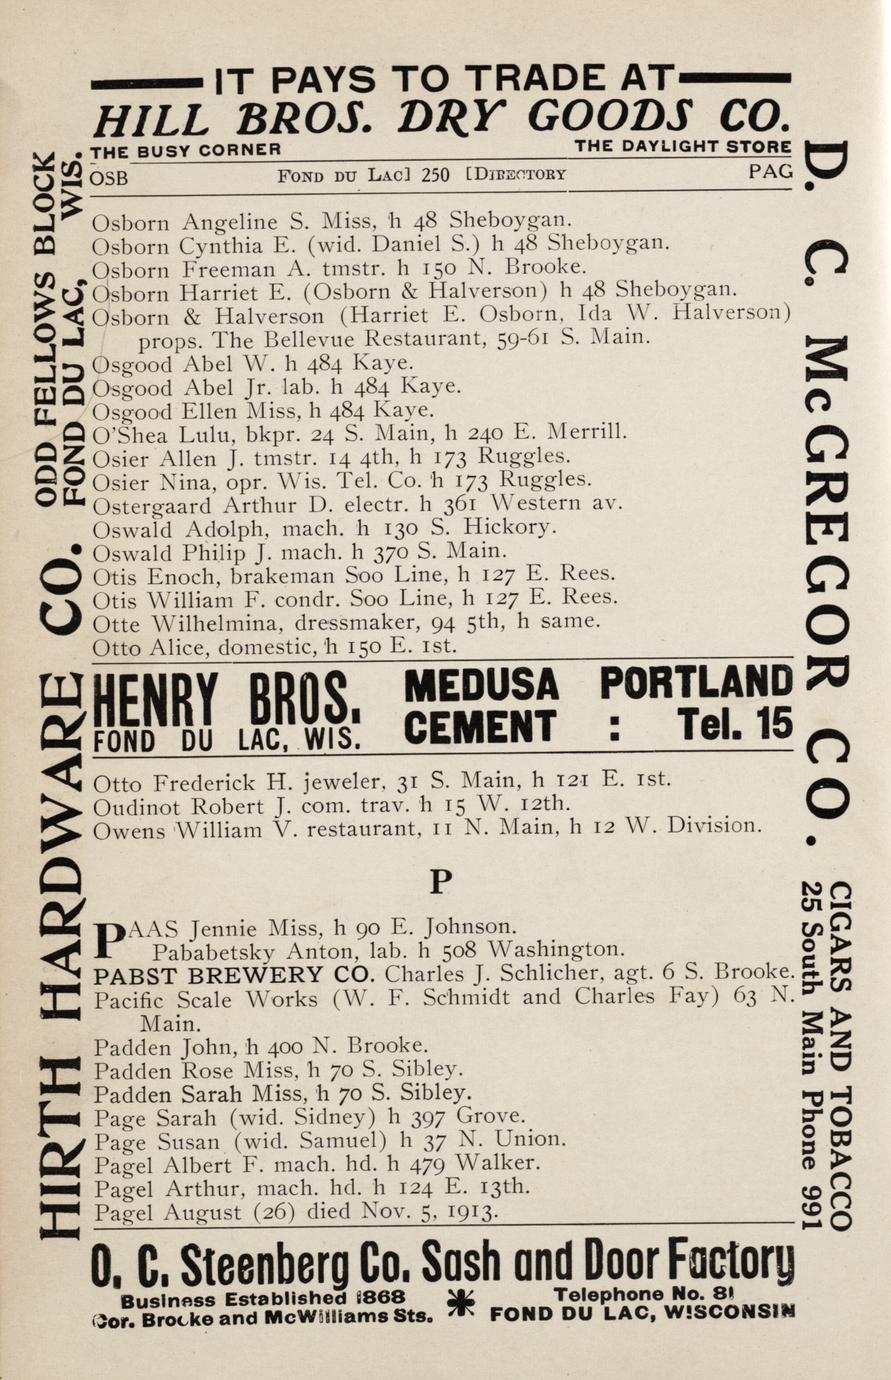 IT PAYS TO TRADE AT
HILL BROS. DRY GOODS CO.
THE BUSY CORNER THE DAYLIGHT STORE
OSB FOND DU LAC] 250 [DIRECTORY PAG
Osborn Angeline S. Miss, h 48 Sheboygan.
Osborn Cynthia E. (wid. Daniel S.) h 48 Sheboygan.
Osborn Freeman A. tmstr. h 150 N. Brooke.
Osborn Harriet E. (Osborn & Halverson) h 48 Sheboygan.
Osborn & Halverson (Harriet E. Osborn, Ida W. Halverson)
props. The Bellevue Restaurant, 59-61 S. Main.
Osgood Abel W. h 484 Kaye.
Osgood Abel Jr. lab. h 484 Kaye.
Osgood Ellen Miss, h 484 Kaye.
O'Shea Lulu, bkpr. 24 S. Main, h 240 E. Merrill.
Osier Allen J. tmstr. 14 4th, h 173 Ruggles.
Osier Nina, opr. Wis. Tel. Co. h 173 Ruggles.
Ostergaard Arthur D. electr. h 361 Western av.
Oswald Adolph, mach. h 130 S. Hickory.
Oswald Philip J. mach. h 370 S. Main.
Otis Enoch, brakeman Soo Line, h 127 E. Rees.
Otis William F. condr. Soo Line, h 127 E. Rees.
Otte Wilhelmina, dressmaker, 94 5th, h same.
Otto Alice, domestic, h 150 E. 1st.
HENRY BROS. MEDUSA PORTLAND
FOND DU LAC, WIS. CEMENT : Tel. 15
Otto Frederick H. jeweler, 31 S. Main, h 121 E. 1st.
Oudinot Robert J. com. trav. h 15 W. 12th.
Owens William V. restaurant, 11 N. Main, h 12 W. Division.
P
PAAS Jennie Miss, h 90 E. Johnson.
Pababetsky Anton, lab. h 508 Washington.
PABST BREWERY CO. Charles J. Schlicher, agt. 6 S. Brooke.
Pacific Scale Works (W. F. Schmidt and Charles Fay) 63 N.
Main.
Padden John, h 400 N. Brooke.
Padden Rose Miss, h 70 S. Sibley.
Padden Sarah Miss, h 70 S. Sibley.
Page Sarah (wid. Sidney) h 397 Grove.
Page Susan (wid. Samuel) h 37 N. Union.
Pagel Albert F. mach. hd. h 479 Walker.
Pagel Arthur, mach. hd. h 124 E. 13th.
Pagel August (26) died Nov. 5, 1913.
O. C. Steenberg Co. Sash and Door Factory
Business Established 1868 Telephone No. 81
Cor. Brooke and McWilliams Sts. * FOND DU LAC, WISCONSIN
HIRTH HARDWARE CO.
ODD FELLOWS BLOCK
FOND DU LAC, WIS.
D. C. McGREGOR CO.
CIGARS AND TOBACCO
25 South Main Phone 991